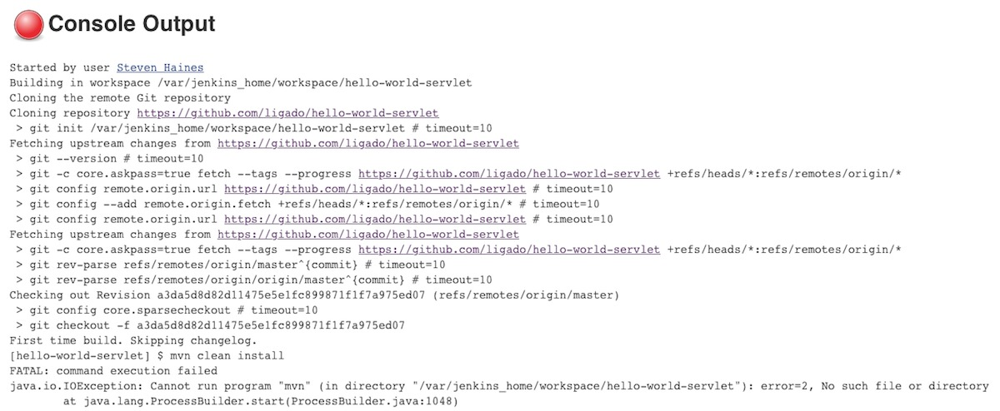 Console Output
Started by user Steven Haines
Building in workspace /var/jenkins_home/workspace/hello-world-servlet
Cloning the remote Git repository
Cloning repository https://github.com/ligado/hello-world-servlet
 > git init /var/jenkins_home/workspace/hello-world-servlet # timeout=10
Fetching upstream changes from https://github.com/ligado/hello-world-servlet
 > git --version # timeout=10
 > git -c core.askpass=true fetch --tags --progress https://github.com/ligado/hello-world-servlet +refs/heads/*:refs/remotes/origin/*
 > git config remote.origin.url https://github.com/ligado/hello-world-servlet # timeout=10
 > git config --add remote.origin.fetch +refs/heads/*:refs/remotes/origin/* # timeout=10
 > git config remote.origin.url https://github.com/ligado/hello-world-servlet # timeout=10
Fetching upstream changes from https://github.com/ligado/hello-world-servlet
 > git -c core.askpass=true fetch --tags --progress https://github.com/ligado/hello-world-servlet +refs/heads/*:refs/remotes/origin/*
 > git rev-parse refs/remotes/origin/master^{commit} # timeout=10
 > git rev-parse refs/remotes/origin/origin/master^{commit} # timeout=10
Checking out Revision a3da5d8d82d11475e5e1fc899871f1f7a975ed07 (refs/remotes/origin/master)
 > git config core.sparsecheckout # timeout=10
 > git checkout -f a3da5d8d82d11475e5e1fc899871f1f7a975ed07
First time build. Skipping changelog.
[hello-world-servlet] $ mvn clean install
FATAL: command execution failed
java.io.IOException: Cannot run program "mvn" (in directory "/var/jenkins_home/workspace/hello-world-servlet"): error=2, No such file or directory
	at java.lang.ProcessBuilder.start(ProcessBuilder.java:1048)